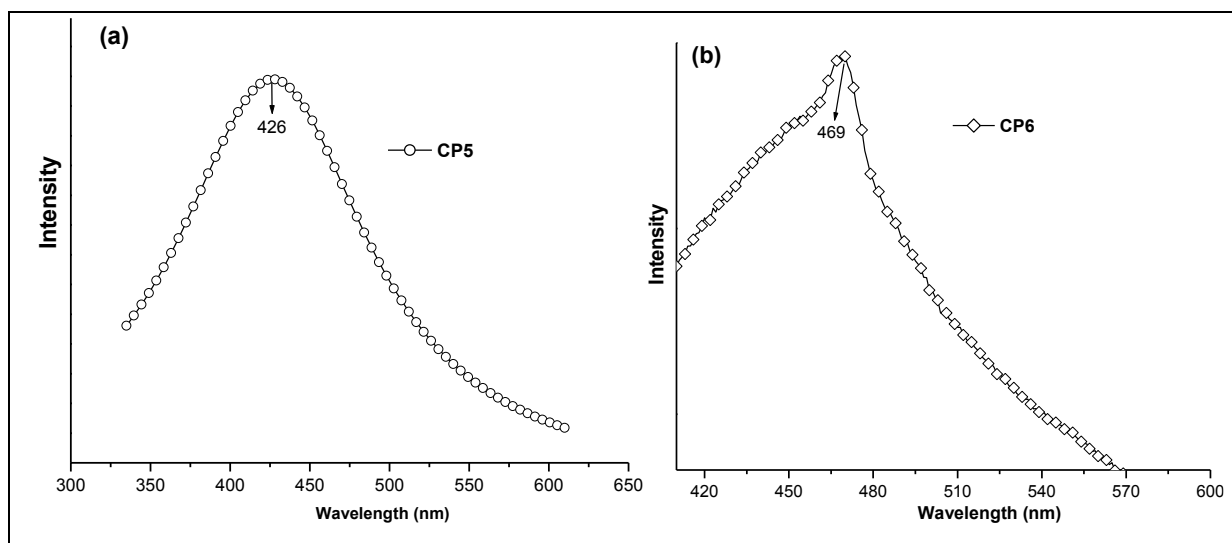 (a)
426
CP5
Intensity
300 350 400 450 500 550 600 650
Wavelength (nm)
(b)
469
CP6
Intensity
420 450 480 510 540 570 600
Wavelength (nm)